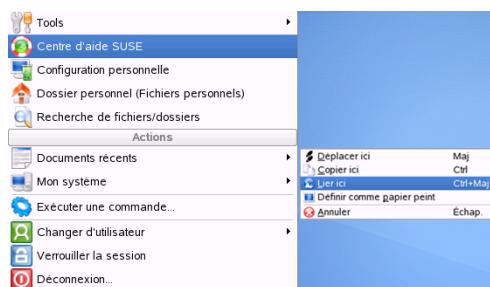 Tools
Centre d'aide SUSE
Configuration personnelle
Dossier personnel (Fichiers personnels)
Recherche de fichiers/dossiers
Actions
Documents récents
Mon système
Exécuter une commande...
Changer d'utilisateur
Verrouiller la session
Déconnexion...
Déplacer ici Maj
Copier ici Ctrl
Lier ici Ctrl+Maj
Définir comme papier peint
Annuler Échap.